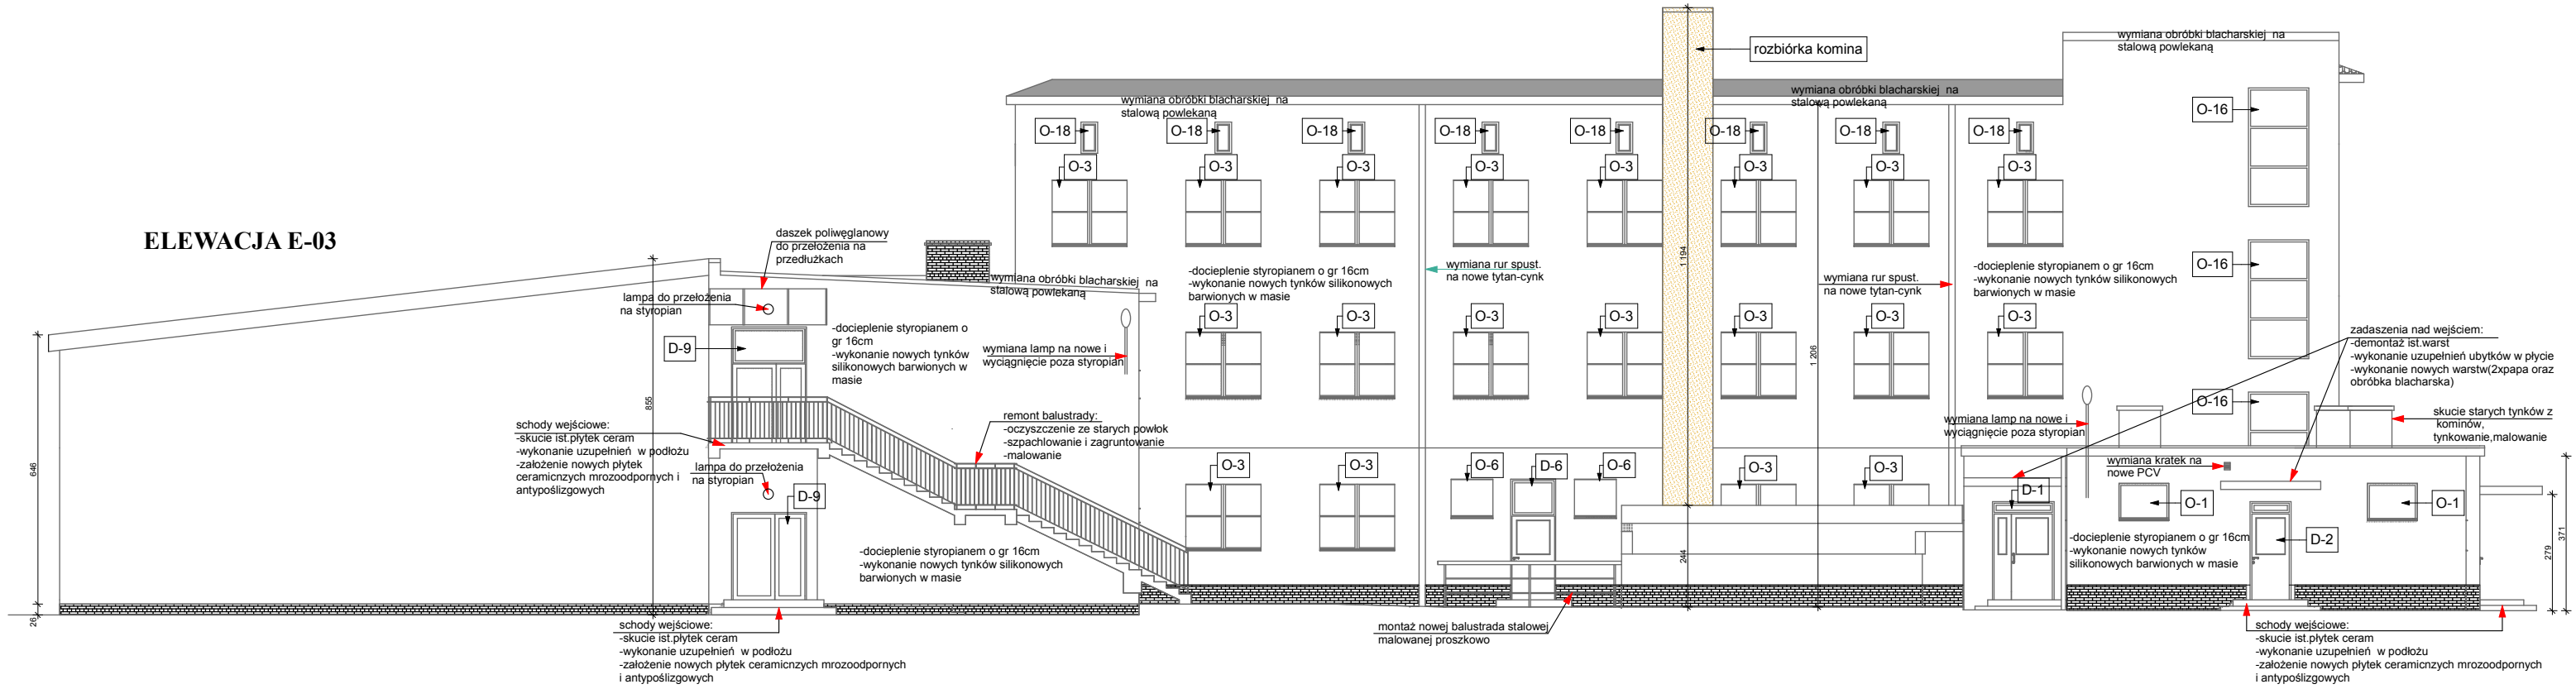 ELEWACJA E-03
rozbiórka komina
wymiana obróbki blacharskiej na
stalową powlekaną
wymiana obróbki blacharskiej na
stalową powlekaną
wymiana obróbki blacharskiej na
stalową powlekaną
O-18
O-18
O-18
O-18
O-18
O-18
O-18
O-18
O-16
O-3
O-3
O-3
O-3
O-3
O-3
O-3
O-3
daszek poliwęglanowy
do przełożenia na
przedłużkach
wymiana obróbki blacharskiej na
stalową powlekaną
lampa do przełożenia
na styropian
-docieplenie styropianem o
gr 16cm
-wykonanie nowych tynków
silikonowych barwionych w
masie
D-9
wymiana lamp na nowe i
wyciągnięcie poza styropian
-docieplenie styropianem o gr 16cm
-wykonanie nowych tynków silikonowych
barwionych w masie
wymiana rur spust.
na nowe tytan-cynk
1 194
wymiana rur spust.
na nowe tytan-cynk
1 206
-docieplenie styropianem o gr 16cm
-wykonanie nowych tynków silikonowych
barwionych w masie
O-16
O-3
O-3
O-3
O-3
O-3
O-3
O-3
zadaszenia nad wejściem:
-demontaż ist.warst
-wykonanie uzupełnień ubytków w płycie
-wykonanie nowych warstw(2xpapa oraz
obróbka blacharska)
646
855
schody wejściowe:
-skucie ist.płytek ceram
-wykonanie uzupełnień w podłożu
-założenie nowych płytek
ceramicznych mrozoodpornych i
antypoślizgowych
remont balustrady:
-oczyszczenie ze starych powłok
-szpachlowanie i zagruntowanie
-malowanie
wymiana lamp na nowe i
wyciągnięcie poza styropian
O-16
skucie starych tynków z
kominów,
tynkowanie,malowanie
lampa do przełożenia
na styropian
D-9
O-3
O-3
O-6
D-6
O-6
O-3
O-3
wymiana kratek na
nowe PCV
D-1
O-1
O-1
D-2
-docieplenie styropianem o gr 16cm
-wykonanie nowych tynków silikonowych
barwionych w masie
244
-docieplenie styropianem o gr 16cm
-wykonanie nowych tynków
silikonowych barwionych w masie
279
371
26
schody wejściowe:
-skucie ist.płytek ceram
-wykonanie uzupełnień w podłożu
-założenie nowych płytek ceramicznych mrozoodpornych
i antypoślizgowych
montaż nowej balustrada stalowej
malowanej proszkowo
schody wejściowe:
-skucie ist.płytek ceram
-wykonanie uzupełnień w podłożu
-założenie nowych płytek ceramicznych mrozoodpornych
i antypoślizgowych